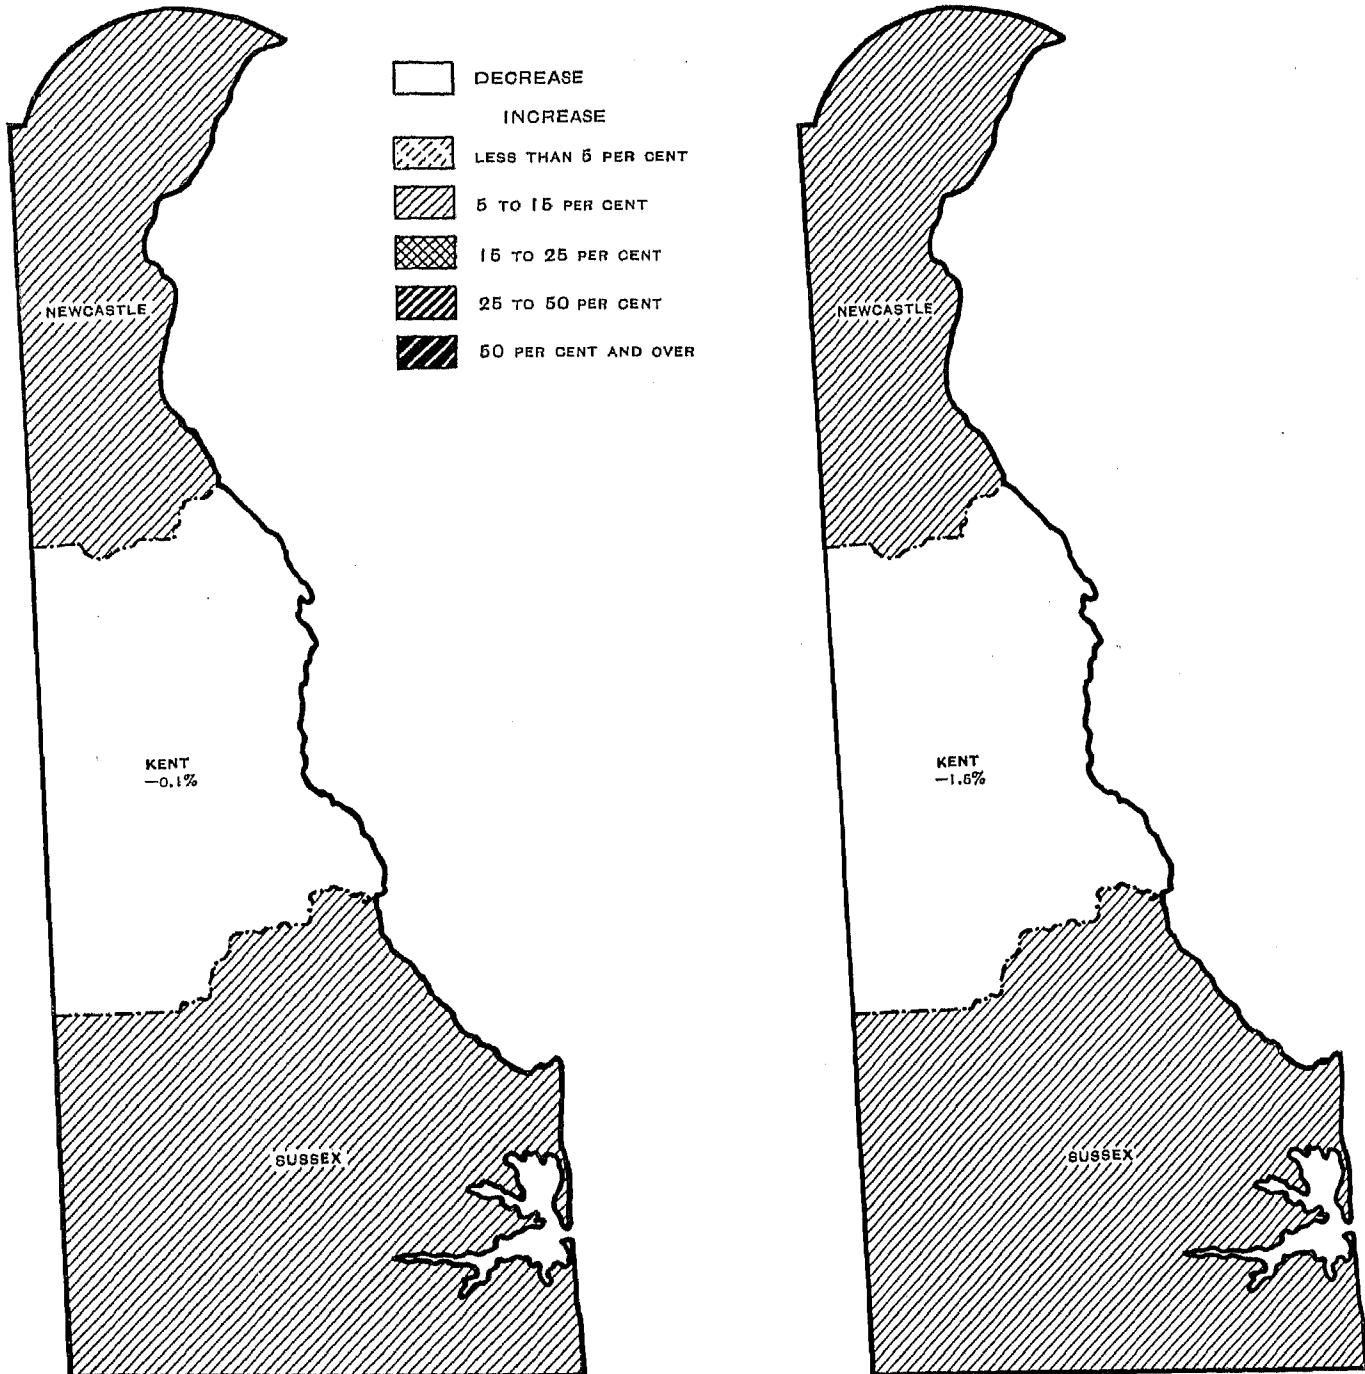 DECREASE
INCREASE
LESS THAN 5 PER CENT
5 TO 15 PER CENT
15 TO 25 PER CENT
25 TO 50 PER CENT
50 PER CENT AND OVER
NEWCASTLE
KENT
—0.1%
SUSSEX
NEWCASTLE
KENT
—1.5%
SUSSEX